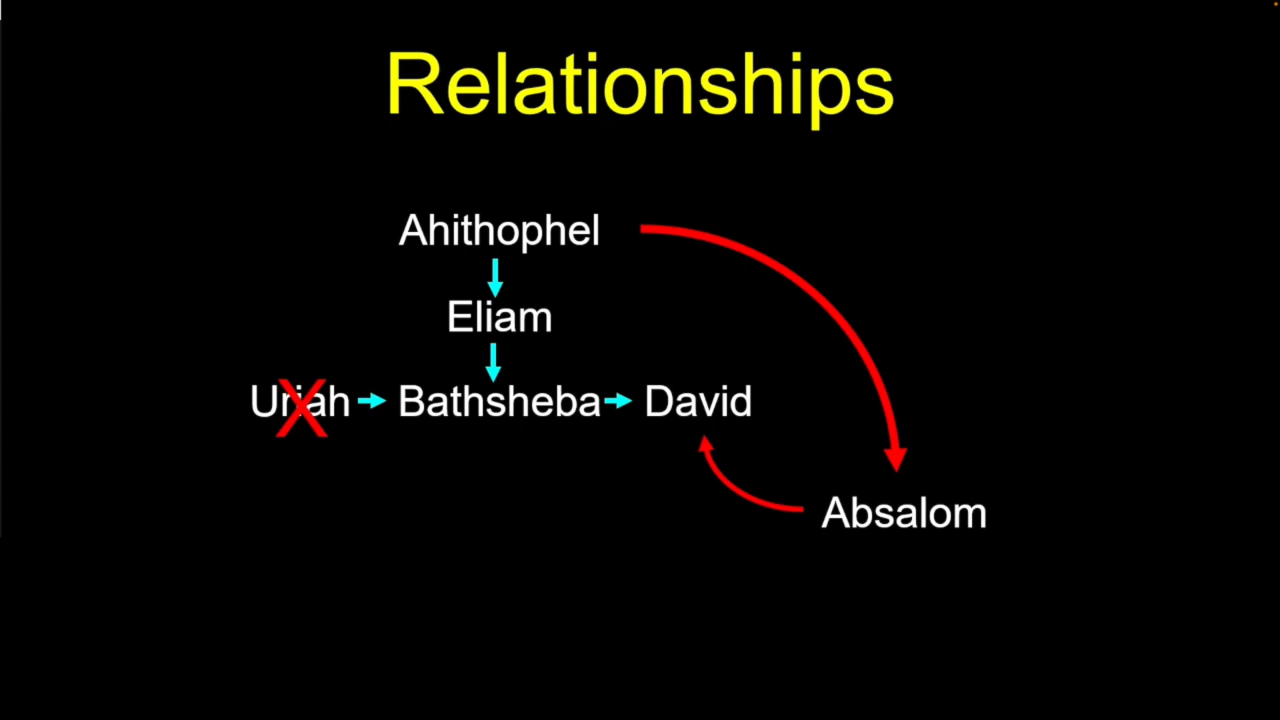 Relationships
Ahithophel
Eliam
Uriah Bathsheba David
Absalom